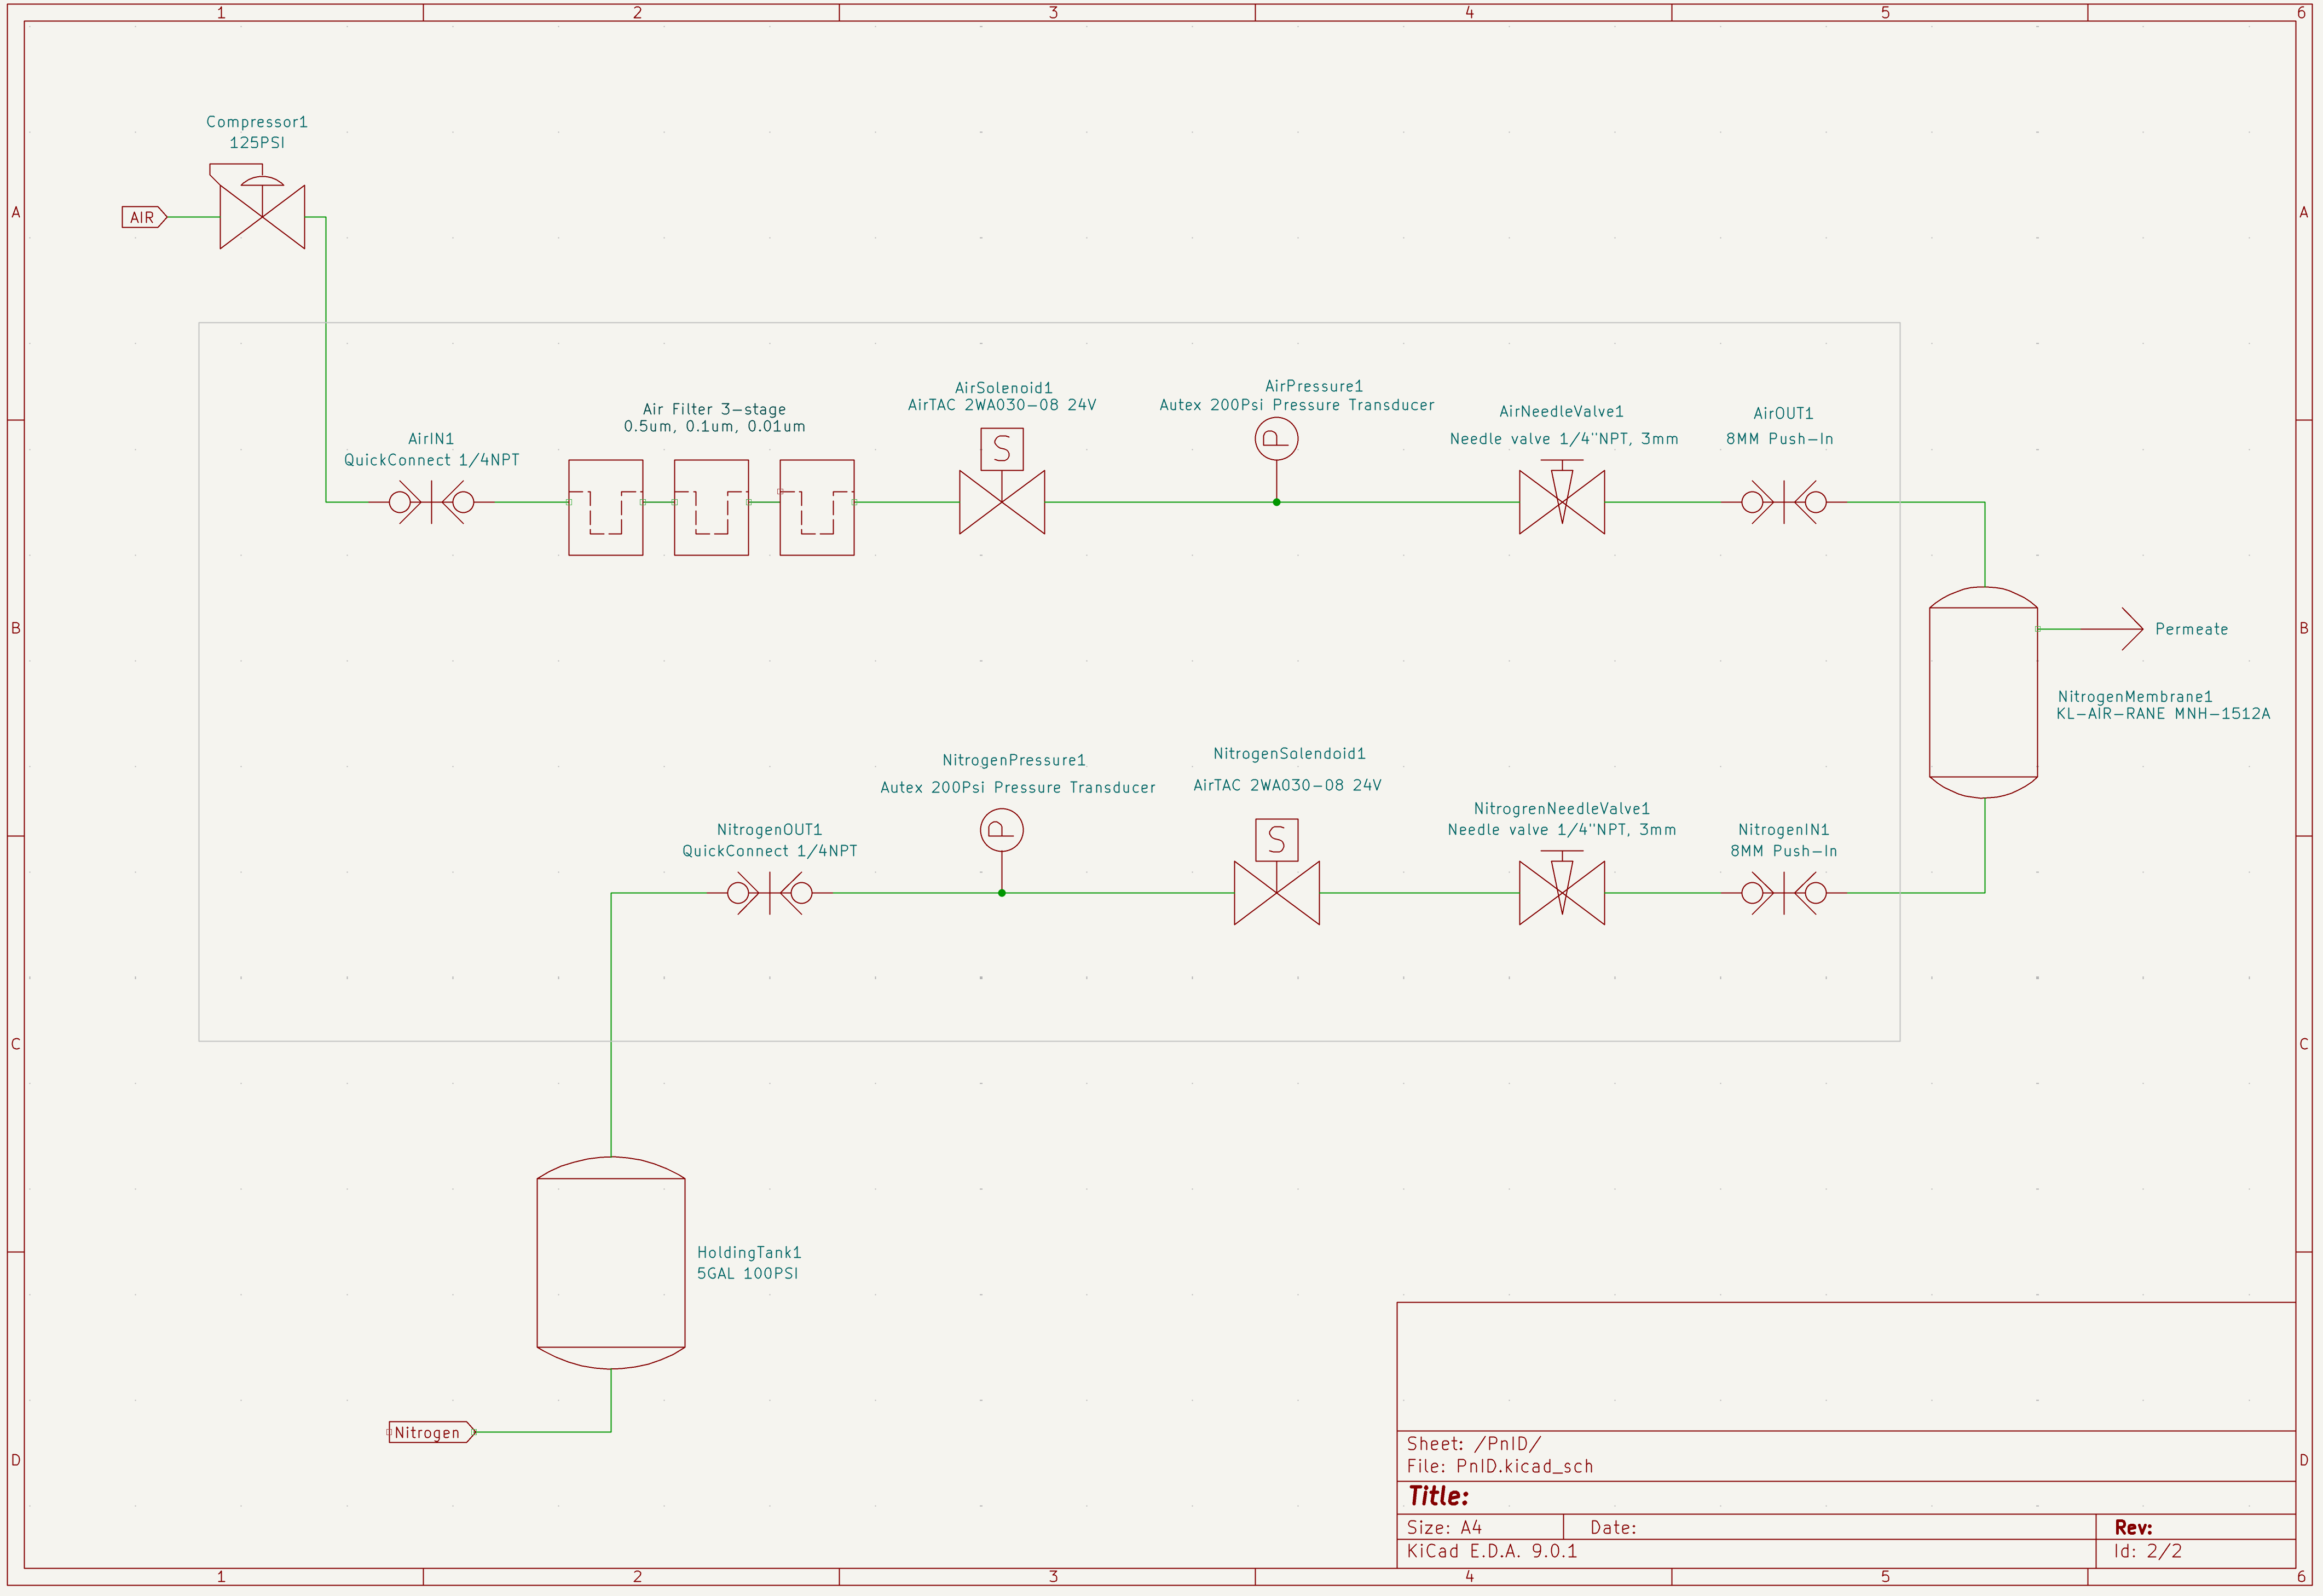 1 2 3 4 5 6
Compressor1
125PSI
A
AIR
A
AirSolenoid1
AirTAC 2WA030-08 24V
S
AirPressure1
Autex 200Psi Pressure Transducer
P
Air Filter 3-stage
0.5um, 0.1um, 0.01um
AirNeedleValve1
Needle valve 1/4"NPT, 3mm
AirOUT1
8MM Push-In
AirIN1
QuickConnect 1/4NPT
B
Permeate
B
NitrogenMembrane1
KL-AIR-RANE MNH-1512A
NitrogenPressure1
Autex 200Psi Pressure Transducer
P
NitrogenSolendoid1
AirTAC 2WA030-08 24V
S
NitrogrenNeedleValve1
Needle valve 1/4"NPT, 3mm
NitrogenOUT1
QuickConnect 1/4NPT
NitrogenIN1
8MM Push-In
C
C
HoldingTank1
5GAL 100PSI
Nitrogen
D
D
Sheet: /PnID/
File: PnID.kicad_sch
Title:
Size: A4
Date:
Rev:
KiCad E.D.A. 9.0.1
Id: 2/2
1 2 3 4 5 6